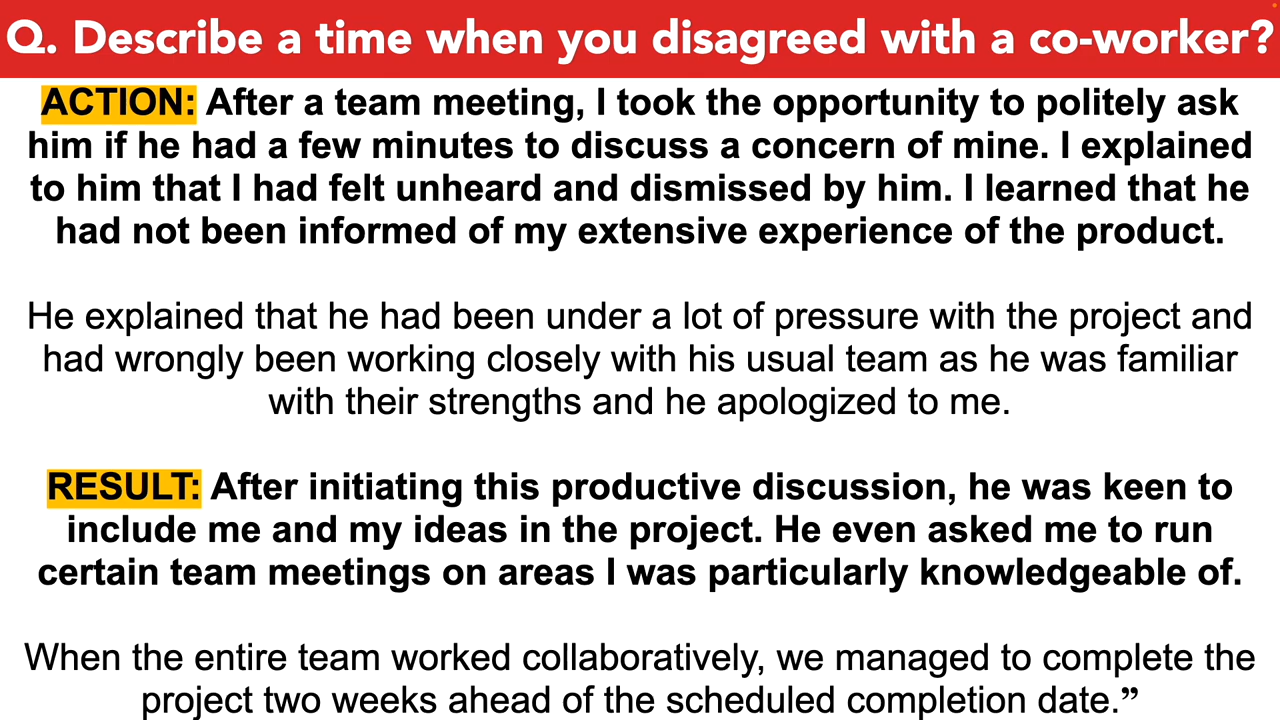 Q. Describe a time when you disagreed with a co-worker?
ACTION: After a team meeting, I took the opportunity to politely ask
him if he had a few minutes to discuss a concern of mine. I explained
to him that I had felt unheard and dismissed by him. I learned that he
had not been informed of my extensive experience of the product.
He explained that he had been under a lot of pressure with the project and
had wrongly been working closely with his usual team as he was familiar
with their strengths and he apologized to me.
RESULT: After initiating this productive discussion, he was keen to
include me and my ideas in the project. He even asked me to run
certain team meetings on areas I was particularly knowledgeable of.
When the entire team worked collaboratively, we managed to complete the
project two weeks ahead of the scheduled completion date.”